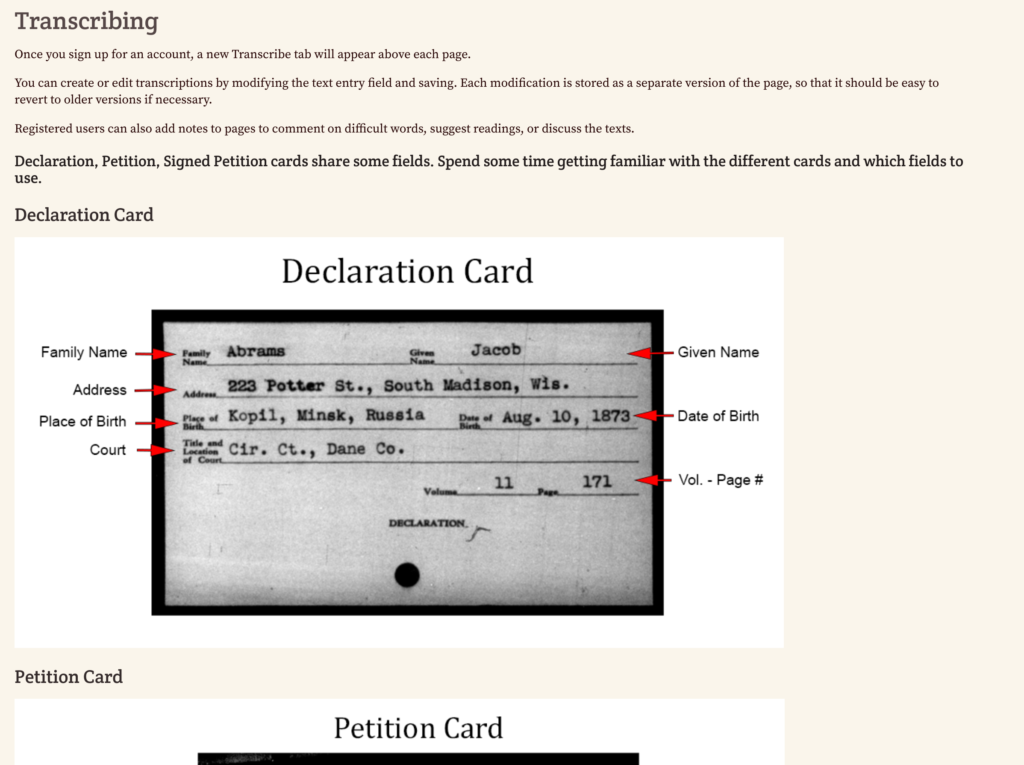 Transcribing
Once you sign up for an account, a new Transcribe tab will appear above each page.
You can create or edit transcriptions by modifying the text entry field and saving. Each modification is stored as a separate version of the page, so that it should be easy to
revert to older versions if necessary.
Registered users can also add notes to pages to comment on difficult words, suggest readings, or discuss the texts.
Declaration, Petition, Signed Petition cards share some fields. Spend some time getting familiar with the different cards and which fields to
use.
Declaration Card
Declaration Card
Family Name Family Name Abrams Given Name Jacob Given Name
Address Address 223 Potter St., South Madison, Wis.
Place of Birth Place of Birth Kopil, Minsk, Russia Date of Birth Aug. 10, 1873 Date of Birth
Court Title and Location of Court Cir. Ct., Dane Co.
Volume 11 Page 171 Vol. - Page #
DECLARATION.
Petition Card
Petition Card